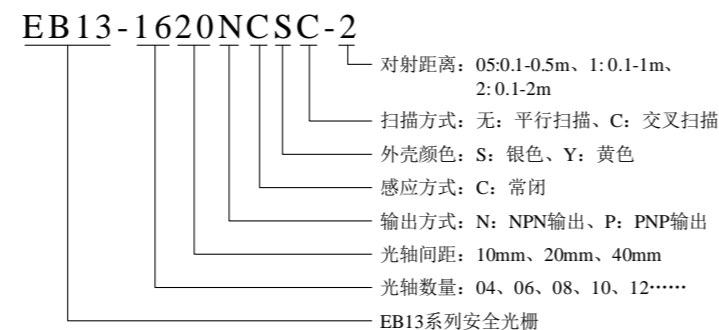 EB13-1620NCSC-2
对射距离：05:0.1-0.5m、1: 0.1-1m、
2: 0.1-2m
扫描方式：无：平行扫描、C：交叉扫描
外壳颜色：S：银色、Y：黄色
感应方式：C：常闭
输出方式：N：NPN输出、P：PNP输出
光轴间距：10mm、20mm、40mm
光轴数量：04、06、08、10、12……
EB13系列安全光栅